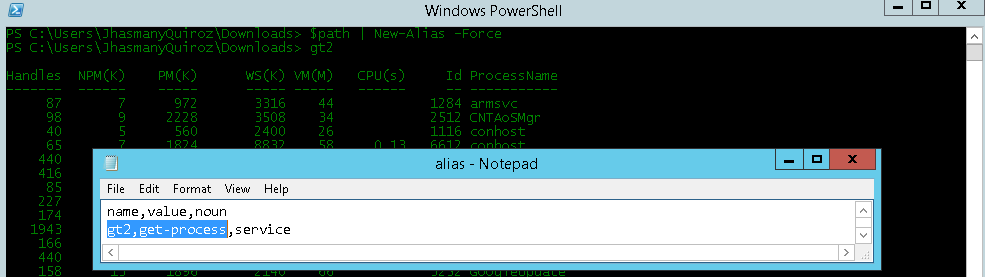 Windows PowerShell
PS C:\Users\JhasmanyQuiroz\Downloads> $path | New-Alias -Force
PS C:\Users\JhasmanyQuiroz\Downloads> gt2
Handles NPM(K) PM(K) WS(K) VM(M) CPU(s) Id ProcessName
------- ------ ----- ----- ----- ------ -- -----------
87 7 972 3316 44 1284 armsvc
98 9 2228 3508 34 2512 CNTAoSMgr
40 5 560 2400 26 1116 conhost
65 7 1824 8832 58 0.13 6612 conhost
440
416
85
227
174
1943
166
440
158 13 1896 2140 66 3232 GoogleUpdate
alias - Notepad
File Edit Format View Help
name,value,noun
gt2,get-process,service